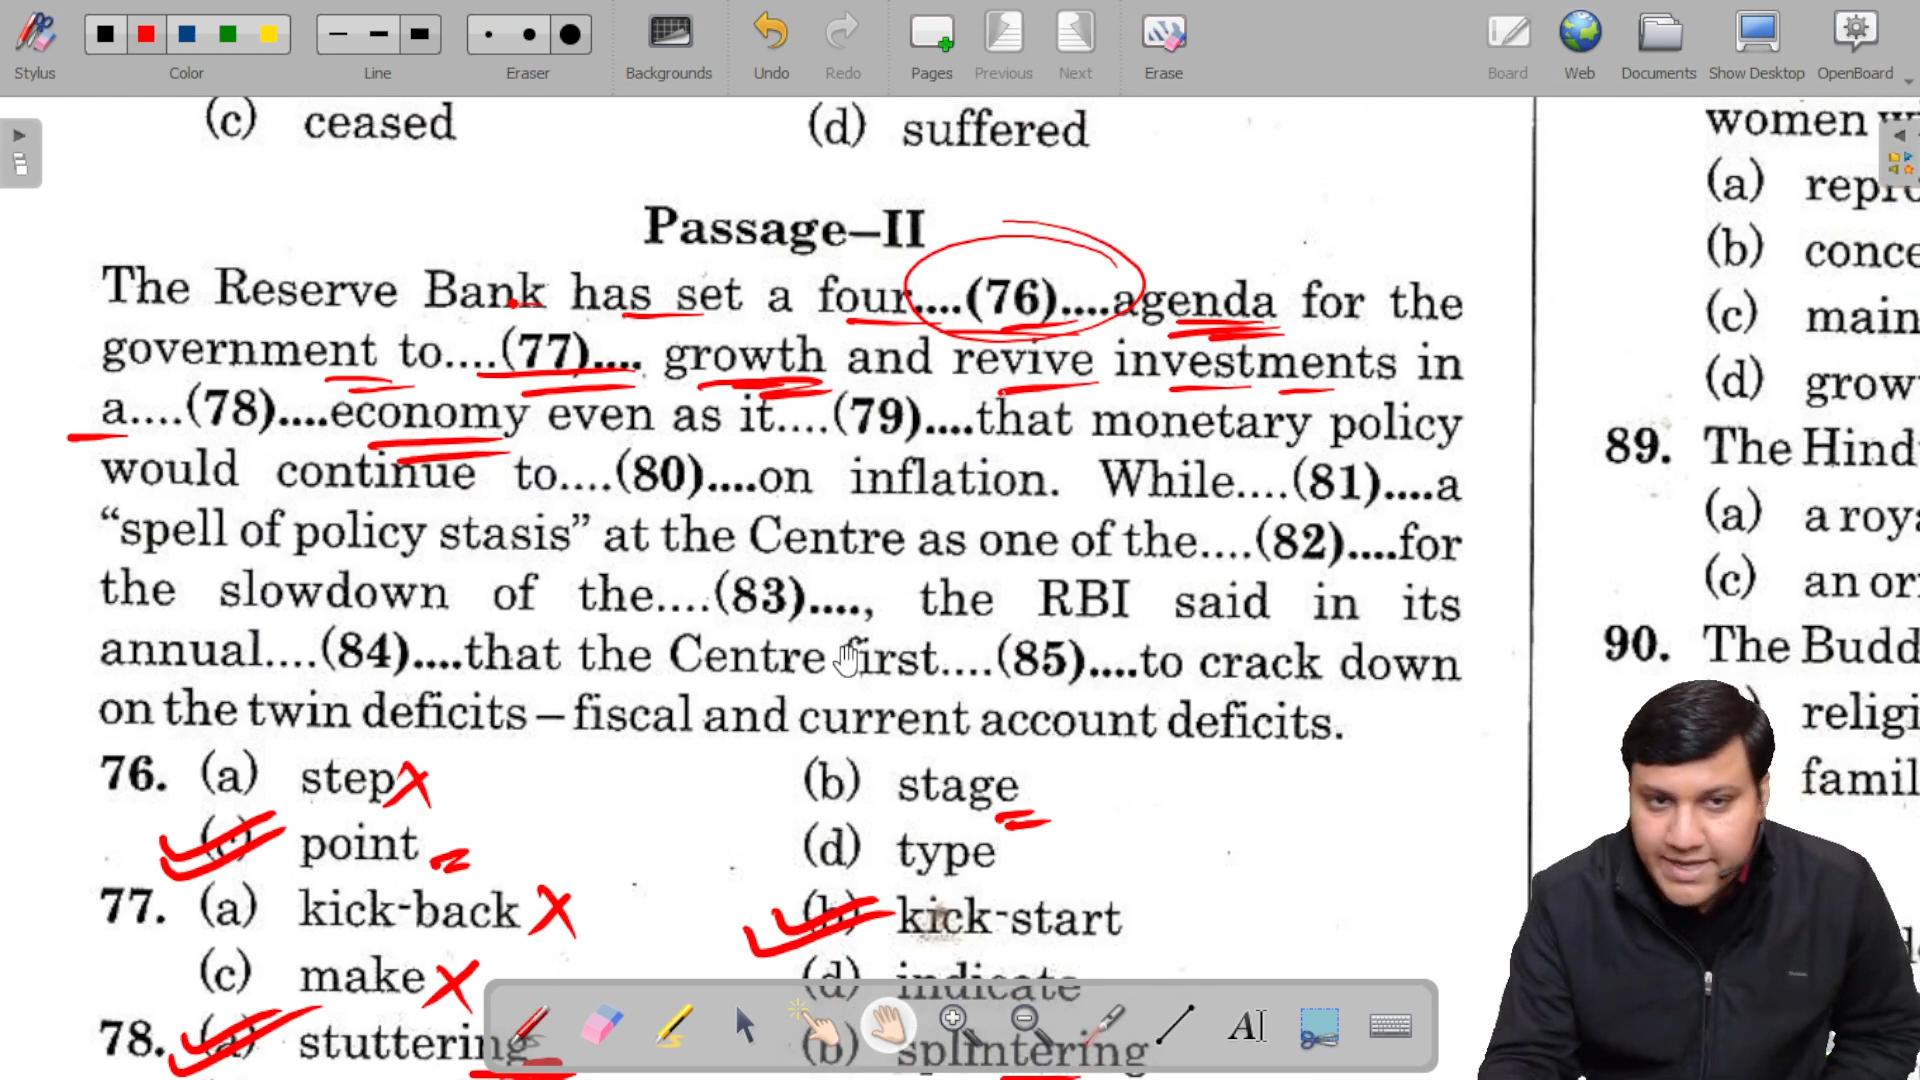 Stylus
Color
Line
Eraser
Backgrounds
Undo
Redo
Pages
Previous
Next
Erase
Board
Web
Documents
Show Desktop
OpenBoard
(c) ceased
(d) suffered
Passage–II
The Reserve Bank has set a four....(76)....agenda for the
government to....(77).... growth and revive investments in
a....(78)....economy even as it....(79)....that monetary policy
would continue to....(80)....on inflation. While....(81)....a
“spell of policy stasis” at the Centre as one of the....(82)....for
the slowdown of the....(83)...., the RBI said in its
annual....(84)....that the Centre first....(85)....to crack down
on the twin deficits – fiscal and current account deficits.
76. (a) step
(b) stage
(c) point
(d) type
77. (a) kick-back
(b) kick-start
(c) make
(d) indicate
78. (a) stuttering
(b) splintering
women
(a)
(b)
(c)
(d)
89. The
(a) a
(c) an
90. The